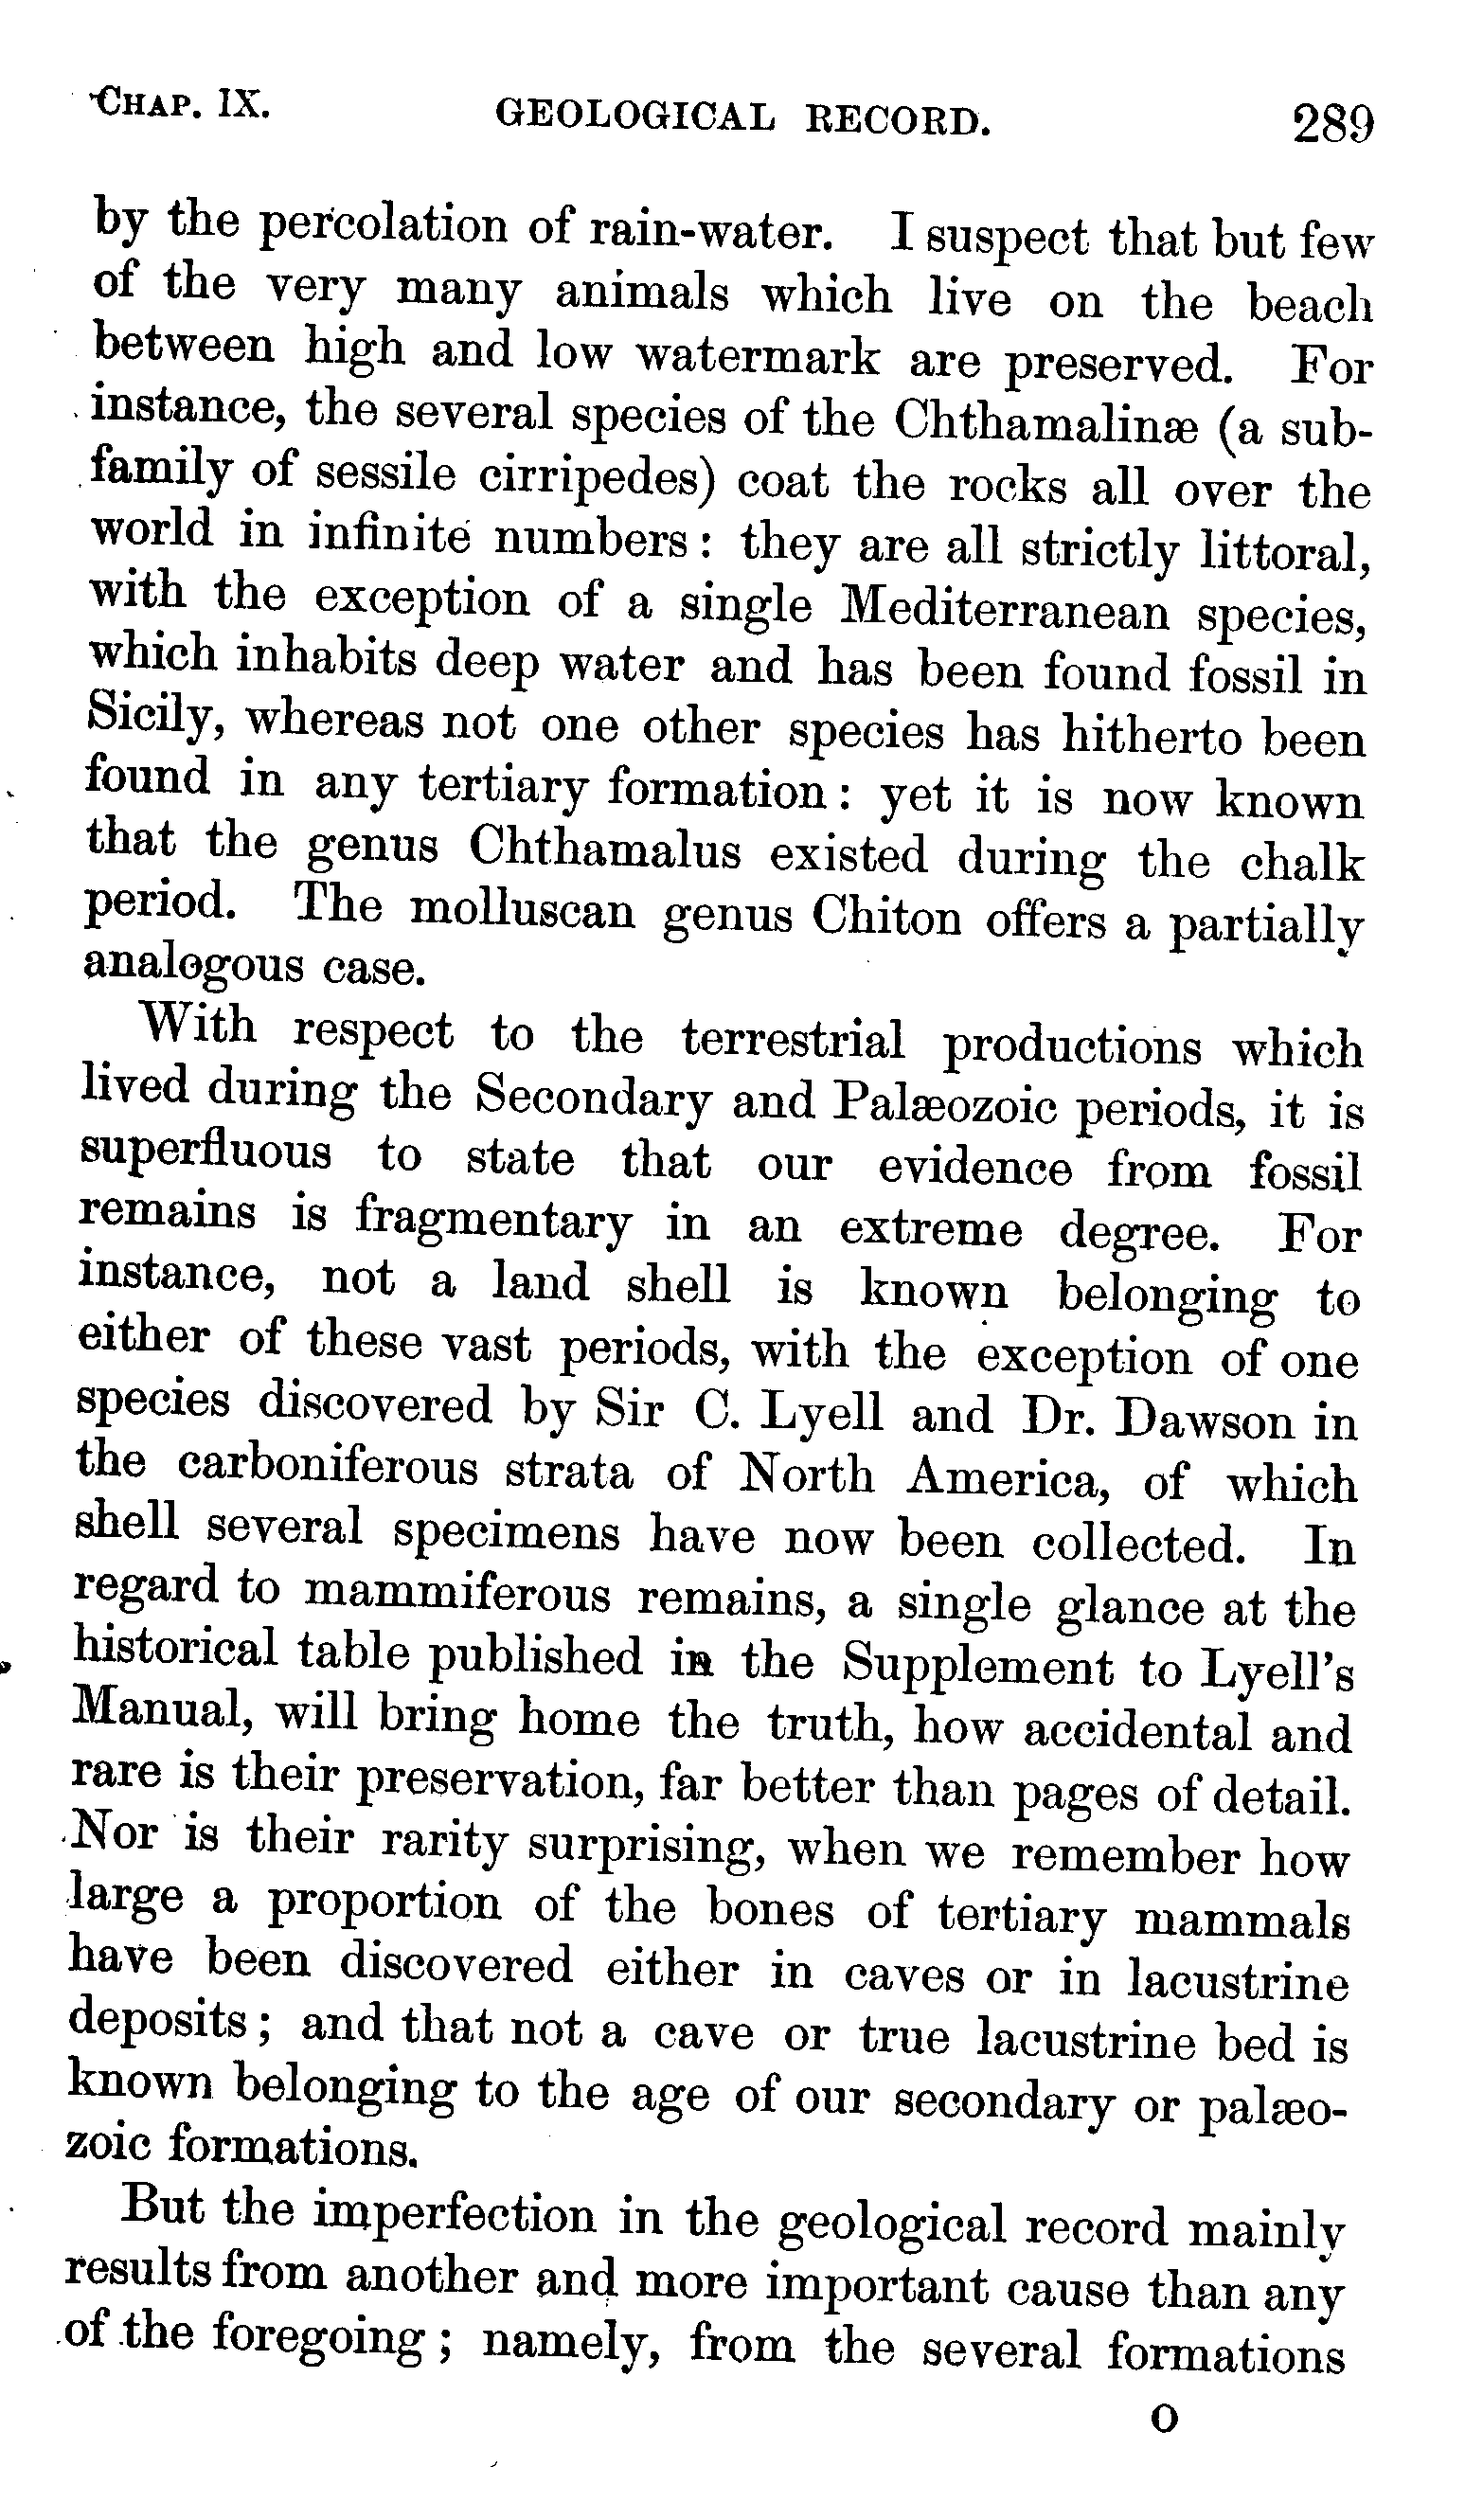 CHAP. IX. GEOLOGICAL RECORD. 289
by the percolation of rain-water. I suspect that but few
of the very many animals which live on the beach
between high and low watermark are preserved. For
instance, the several species of the Chthamalinæ (a sub-
family of sessile cirripedes) coat the rocks all over the
world in infinite numbers: they are all strictly littoral,
with the exception of a single Mediterranean species,
which inhabits deep water and has been found fossil in
Sicily, whereas not one other species has hitherto been
found in any tertiary formation: yet it is now known
that the genus Chthamalus existed during the chalk
period. The molluscan genus Chiton offers a partially
analogous case.
With respect to the terrestrial productions which
lived during the Secondary and Palæozoic periods, it is
superfluous to state that our evidence from fossil
remains is fragmentary in an extreme degree. For
instance, not a land shell is known belonging to
either of these vast periods, with the exception of one
species discovered by Sir C. Lyell and Dr. Dawson in
the carboniferous strata of North America, of which
shell several specimens have now been collected. In
regard to mammiferous remains, a single glance at the
historical table published in the Supplement to Lyell's
Manual, will bring home the truth, how accidental and
rare is their preservation, far better than pages of detail.
Nor is their rarity surprising, when we remember how
large a proportion of the bones of tertiary mammals
have been discovered either in caves or in lacustrine
deposits; and that not a cave or true lacustrine bed is
known belonging to the age of our secondary or palæo-
zoic formations.
But the imperfection in the geological record mainly
results from another and more important cause than any
of the foregoing; namely, from the several formations
O